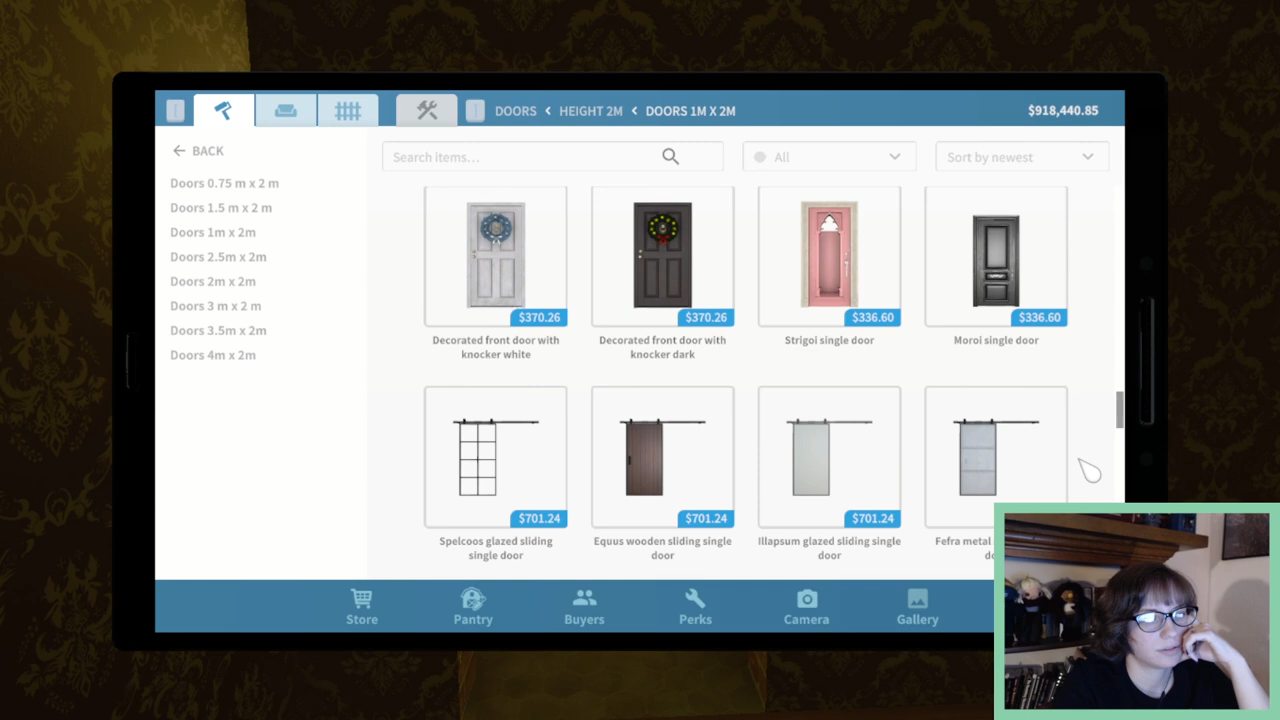 DOORS < HEIGHT 2M < DOORS 1M X 2M
$918,440.85
BACK
Search items...
All
Sort by newest
Doors 0.75 m x 2 m
Doors 1.5 m x 2 m
Doors 1m x 2m
Doors 2.5m x 2m
Doors 2m x 2m
Doors 3 m x 2 m
Doors 3.5m x 2m
Doors 4m x 2m
$370.26
$370.26
$336.60
$336.60
Decorated front door with
knocker white
Decorated front door with
knocker dark
Strigoi single door
Moroi single door
$701.24
$701.24
$701.24
Spelcoos glazed sliding
single door
Equus wooden sliding single
door
Illapsum glazed sliding single
door
Fefra metal
Store
Pantry
Buyers
Perks
Camera
Gallery